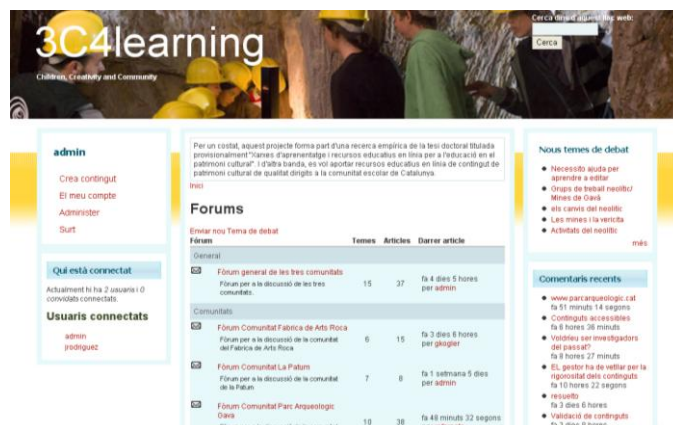 3C4learning
Children, Creativity and Community
Cerca dins d'aquest lloc web:
Cerca
admin
Crea contingut
El meu compte
Administer
Surt
Qui està connectat
Actualment hi ha 2 usuaris i 0
convidats connectats.
Usuaris connectats
admin
jrodriguez
Per un costat, aquest projecte forma part d'una recerca empírica de la tesi doctoral titulada
provisionalment "Xarxes d'aprenentatge i recursos educatius en línia per a l'educació en el
patrimoni cultural". I d'altra banda, es vol aportar recursos educatius en línia de contingut de
patrimoni cultural de qualitat dirigits a la comunitat escolar de Catalunya.
Inici
Forums
Enviar nou Tema de debat
Fòrum Temes Articles Darrer article
General
Fòrum general de les tres comunitats
Fòrum per a la discussió de les tres
comunitats.
15 37
fa 4 dies 5 hores
per admin
Comunitats
Fòrum Comunitat Fabrica de Arts Roca
Fòrum per a la discussió de la comunitat
del Fabrica de Arts Roca
6 15
fa 3 dies 6 hores
per gkogler
Fòrum Comunitat La Patum
Fòrum per a la discussió de la comunitat
de la Patum
7 8
fa 1 setmana 5 dies
per admin
Fòrum Comunitat Parc Arqueologic
Gava
10 38
fa 48 minuts 32 segons
Nous temes de debat
Necessito ajuda per
aprendre a editar
Grups de treball neolític/
Mines de Gavà
els canvis del neolític
Les mines i la vericita
Activitats del neolític
més
Comentaris recents
www.parcarqueologic.cat
fa 51 minuts 14 segons
Continguts accessibles
fa 6 hores 36 minuts
Voldrieu ser investigadors
del passat?
fa 8 hores 27 minuts
EL gestor ha de vetllar per la
rigorositat dels continguts
fa 10 hores 22 segons
resuelto
fa 3 dies 6 hores
Validació de continguts